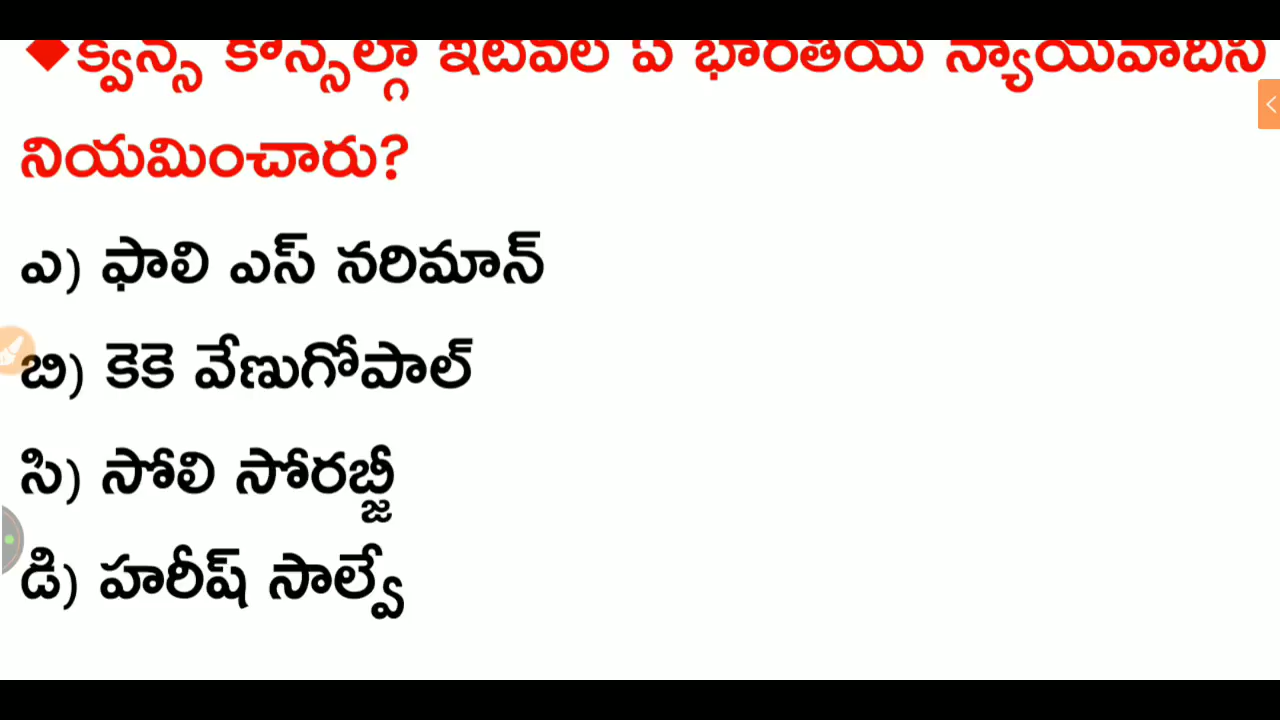 ◆క్వీన్స్ కౌన్సెల్గా ఇటీవల ఏ భారతీయ న్యాయవాదిని
నియమించారు?
ఎ) ఫాలి ఎస్ నరిమాన్
బి) కెకె వేణుగోపాల్
సి) సోలి సోరబ్జీ
డి) హరీష్ సాల్వే